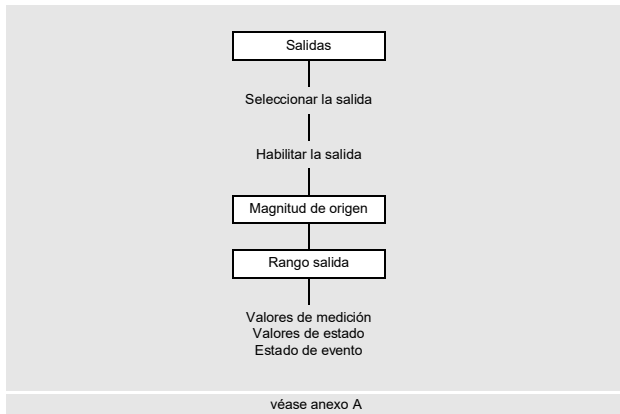 Salidas
Seleccionar la salida
Habilitar la salida
Magnitud de origen
Rango salida
Valores de medición
Valores de estado
Estado de evento
véase anexo A